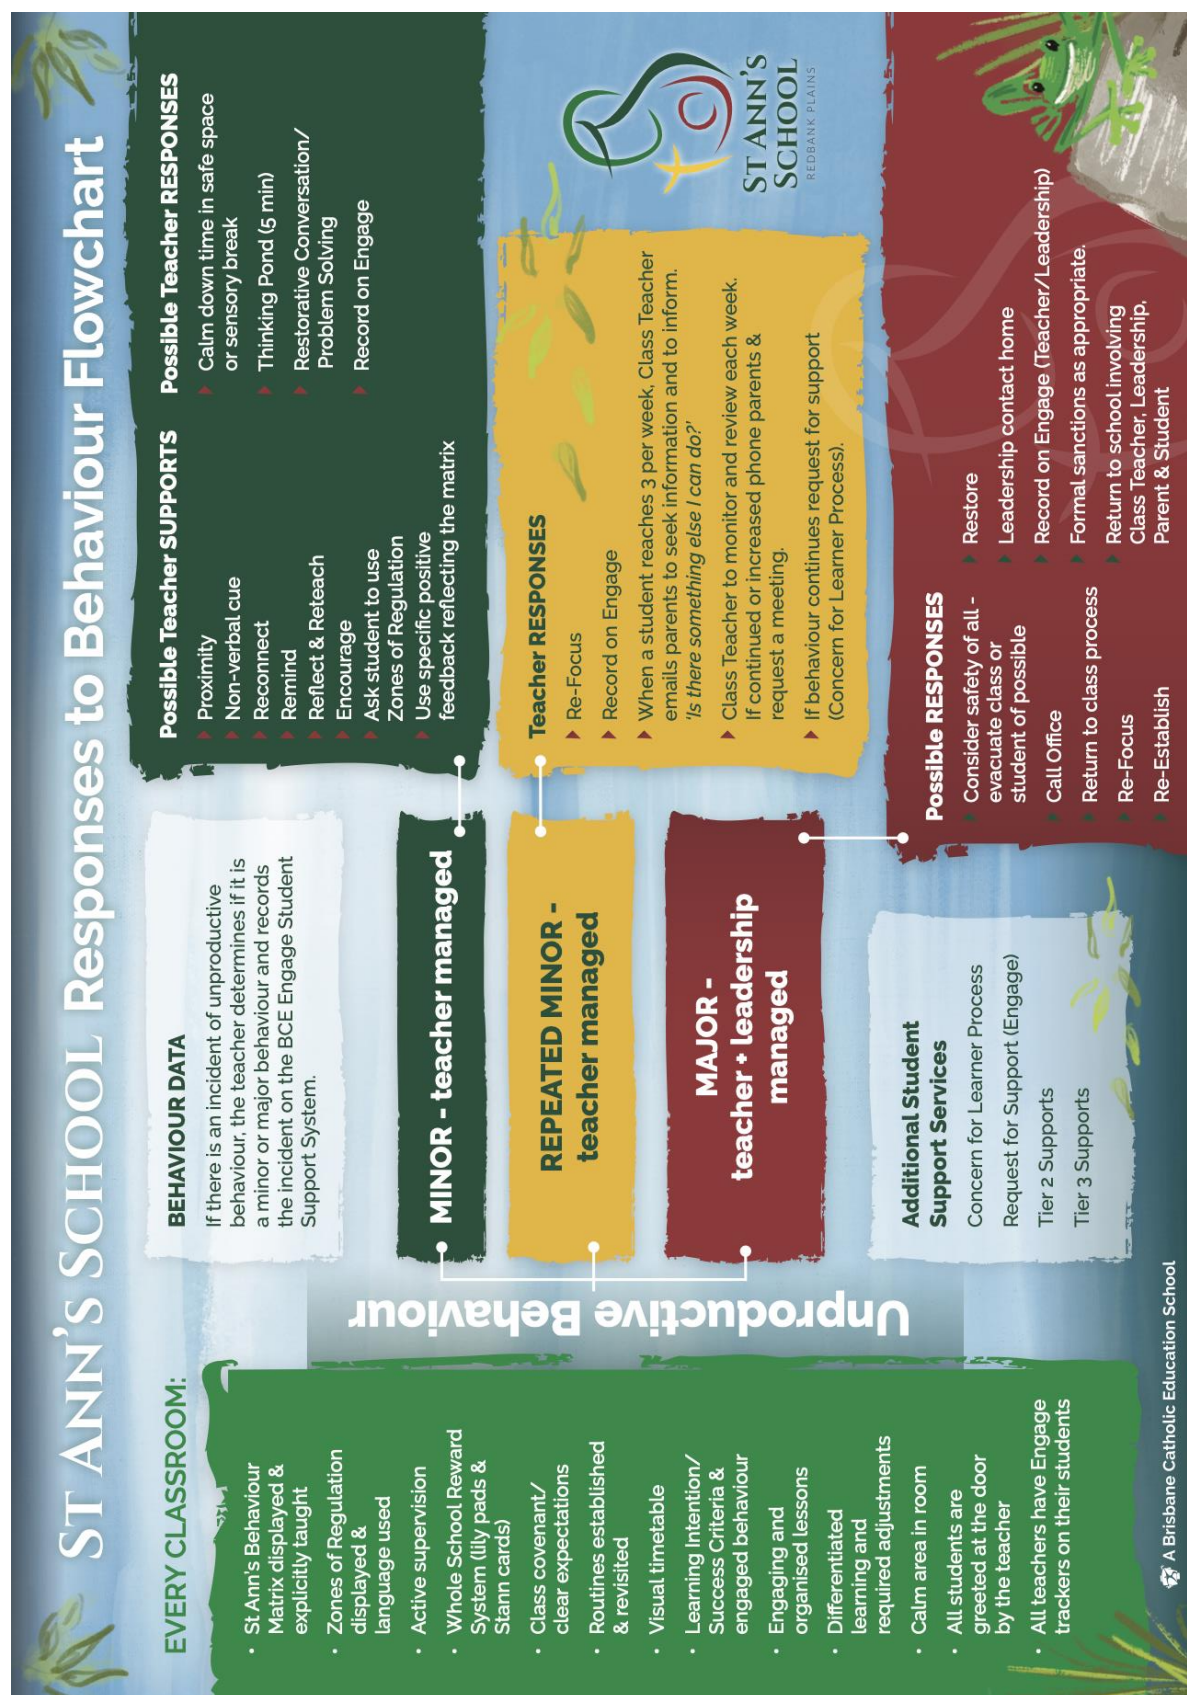 ST ANN'S SCHOOL Responses to Behaviour Flowchart
EVERY CLASSROOM:
• St Ann's Behaviour
Matrix displayed &
explicitly taught
• Zones of Regulation
displayed &
language used
• Active supervision
• Whole School Reward
System (lily pads &
Stann cards)
• Class covenant/
clear expectations
• Routines established
& revisited
• Visual timetable
• Learning Intention/
Success Criteria &
engaged behaviour
• Engaging and
organised lessons
• Differentiated
learning and
required adjustments
• Calm area in room
• All students are
greeted at the door
by the teacher
• All teachers have Engage
trackers on their students
Unproductive Behaviour
BEHAVIOUR DATA
If there is an incident of unproductive
behaviour, the teacher determines if it is
a minor or major behaviour and records
the incident on the BCE Engage Student
Support System.
MINOR - teacher managed
REPEATED MINOR -
teacher managed
MAJOR -
teacher + leadership
managed
Additional Student
Support Services
Concern for Learner Process
Request for Support (Engage)
Tier 2 Supports
Tier 3 Supports
Possible Teacher SUPPORTS
Proximity
Non-verbal cue
Reconnect
Remind
Reflect & Reteach
Encourage
Ask student to use
Zones of Regulation
Use specific positive
feedback reflecting the matrix
Possible Teacher RESPONSES
Calm down time in safe space
or sensory break
Thinking Pond (5 min)
Restorative Conversation/
Problem Solving
Record on Engage
Teacher RESPONSES
Re-Focus
Record on Engage
When a student reaches 3 per week, Class Teacher
emails parents to seek information and to inform.
'Is there something else I can do?'
Class Teacher to monitor and review each week.
If continued or increased phone parents &
request a meeting.
If behaviour continues request for support
(Concern for Learner Process).
ST ANN'S
SCHOOL
REDBANK PLAINS
Possible RESPONSES
Consider safety of all -
evacuate class or
student of possible
Call Office
Return to class process
Re-Focus
Re-Establish
Restore
Leadership contact home
Record on Engage (Teacher/Leadership)
Formal sanctions as appropriate.
Return to school involving
Class Teacher, Leadership,
Parent & Student
A Brisbane Catholic Education School